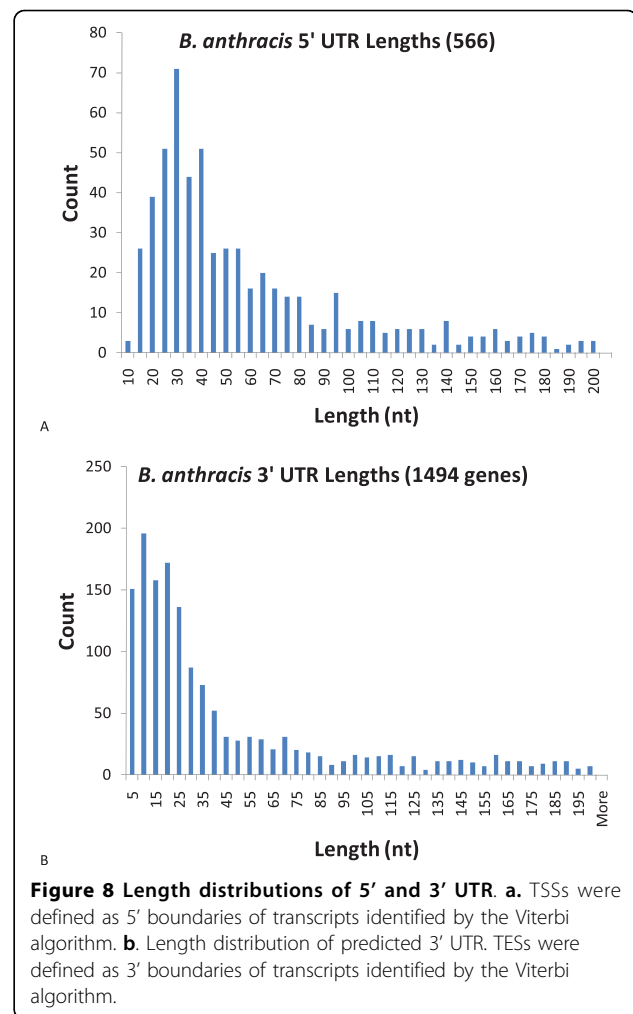 B. anthracis 5' UTR Lengths (566)
80
70
60
50
40
30
20
10
0
Count
10 20 30 40 50 60 70 80 90 100 110 120 130 140 150 160 170 180 190 200
Length (nt)
A
B. anthracis 3' UTR Lengths (1494 genes)
250
200
150
100
50
0
Count
5 15 25 35 45 55 65 75 85 95 105 115 125 135 145 155 165 175 185 195 More
Length (nt)
B
Figure 8 Length distributions of 5’ and 3’ UTR. a. TSSs were
defined as 5’ boundaries of transcripts identified by the Viterbi
algorithm. b. Length distribution of predicted 3’ UTR. TESs were
defined as 3’ boundaries of transcripts identified by the Viterbi
algorithm.